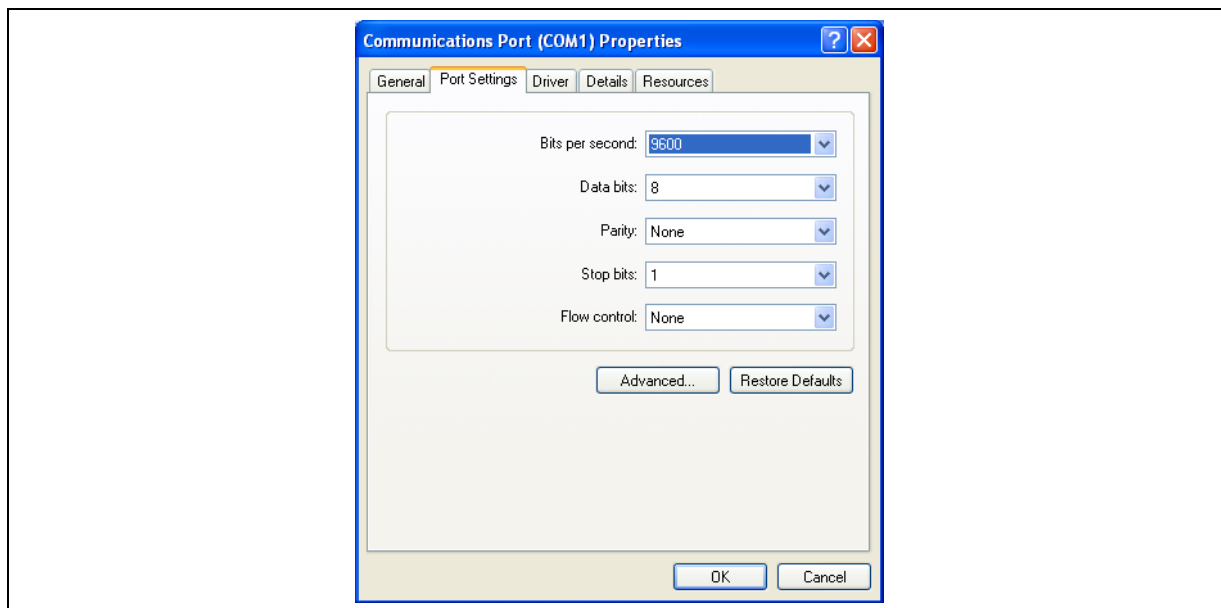 Communications Port (COM1) Properties
General Port Settings Driver Details Resources
Bits per second: 9600
Data bits: 8
Parity: None
Stop bits: 1
Flow control: None
Advanced... Restore Defaults
OK Cancel